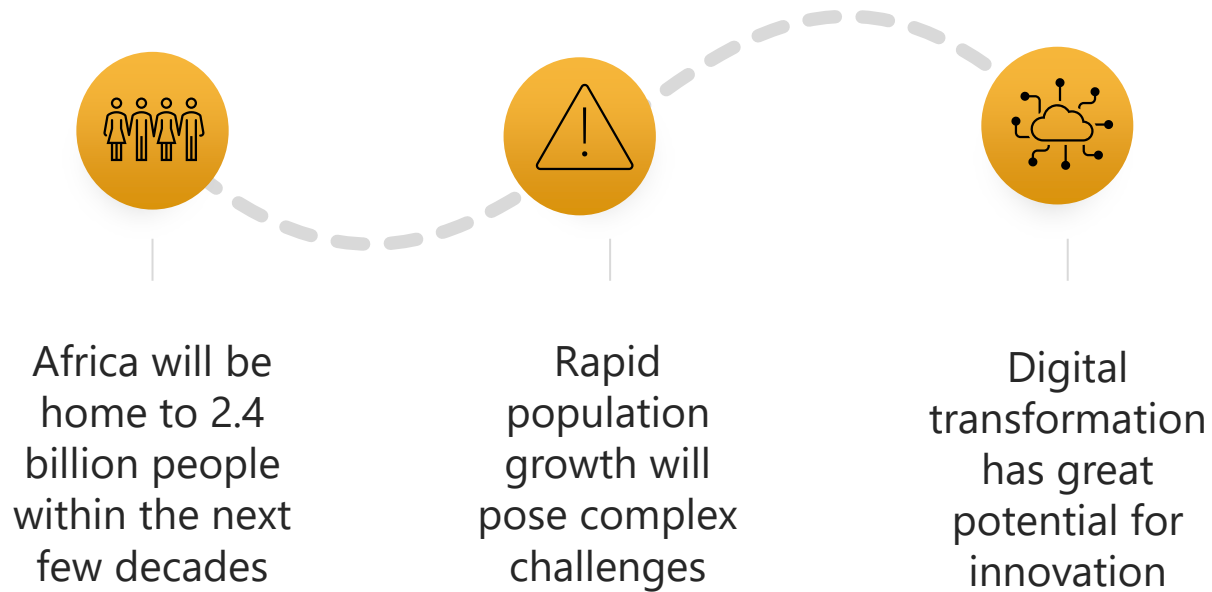 Africa will be
home to 2.4
billion people
within the next
few decades
Rapid
population
growth will
pose complex
challenges
Digital
transformation
has great
potential for
innovation